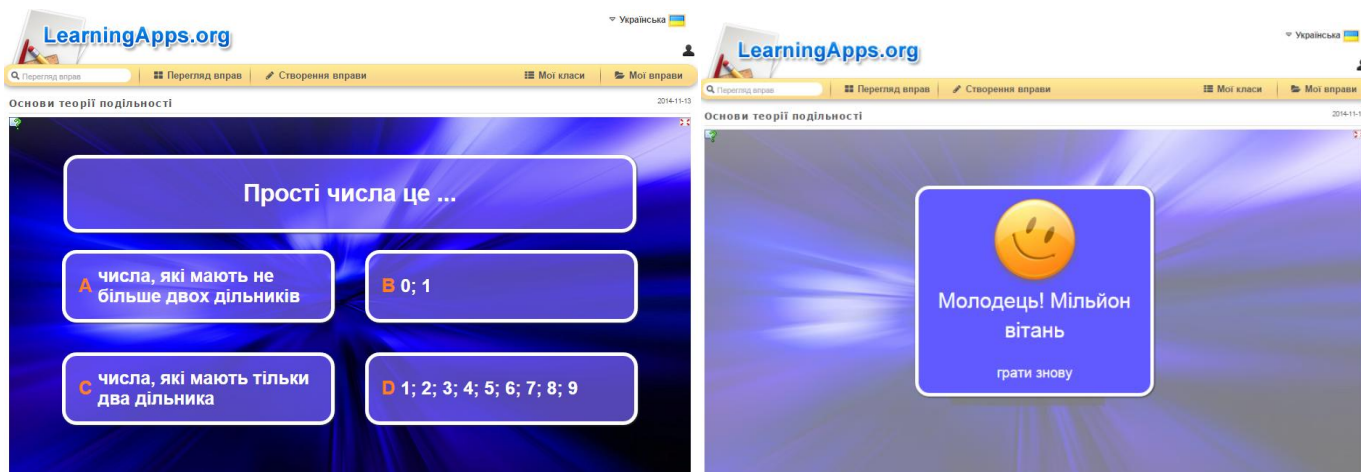 LearningApps.org
Українська
Перегляд вправ
Перегляд вправ
Створення вправи
Мої класи
Мої вправи
Основи теорії подільності
2014-11-13
Прості числа це ...
A числа, які мають не
більше двох дільників
B 0; 1
C числа, які мають тільки
два дільника
D 1; 2; 3; 4; 5; 6; 7; 8; 9
LearningApps.org
Українська
Перегляд вправ
Перегляд вправ
Створення вправи
Мої класи
Мої вправи
Основи теорії подільності
2014-11-1
Молодець! Мільйон
вітань
грати знову